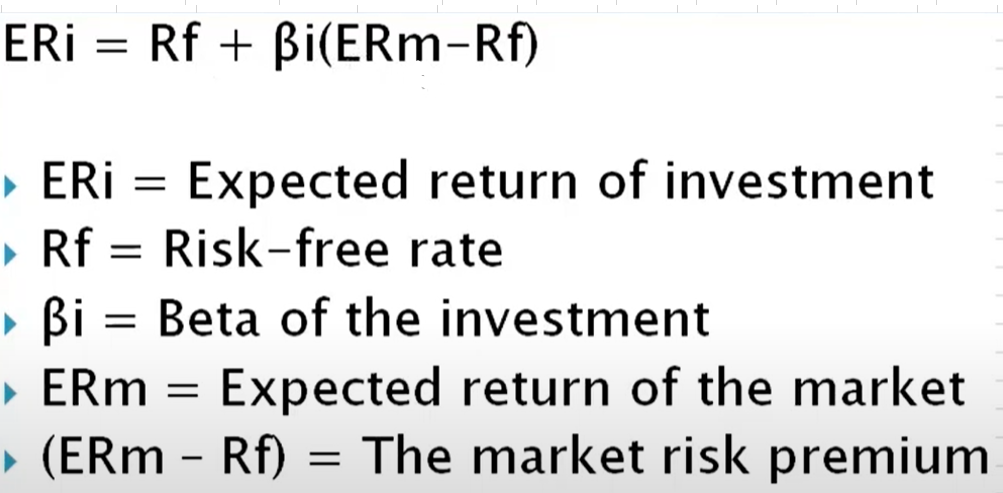 ERi = Rf + βi(ERm-Rf)
ERi = Expected return of investment
Rf = Risk-free rate
βi = Beta of the investment
ERm = Expected return of the market
(ERm - Rf) = The market risk premium